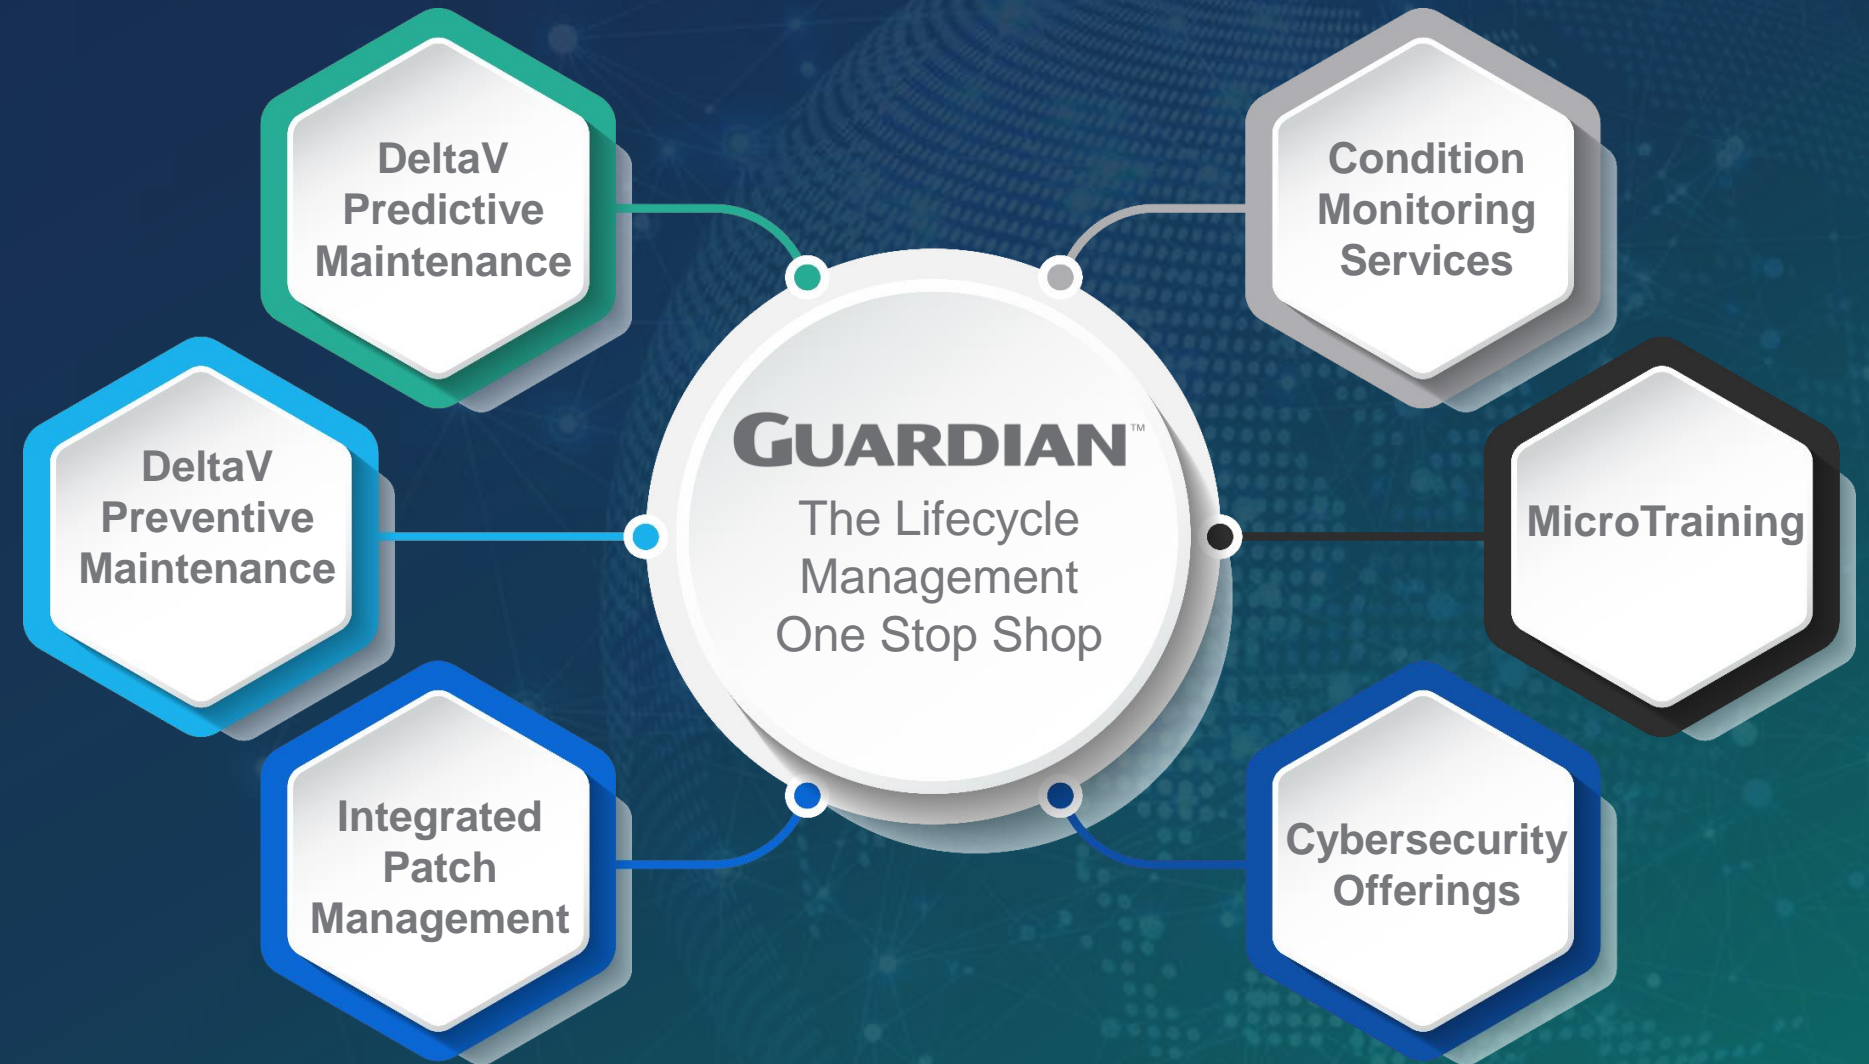 DeltaV
Predictive
Maintenance
Condition
Monitoring
Services
DeltaV
Preventive
Maintenance
GUARDIAN™
The Lifecycle
Management
One Stop Shop
MicroTraining
Integrated
Patch
Management
Cybersecurity
Offerings